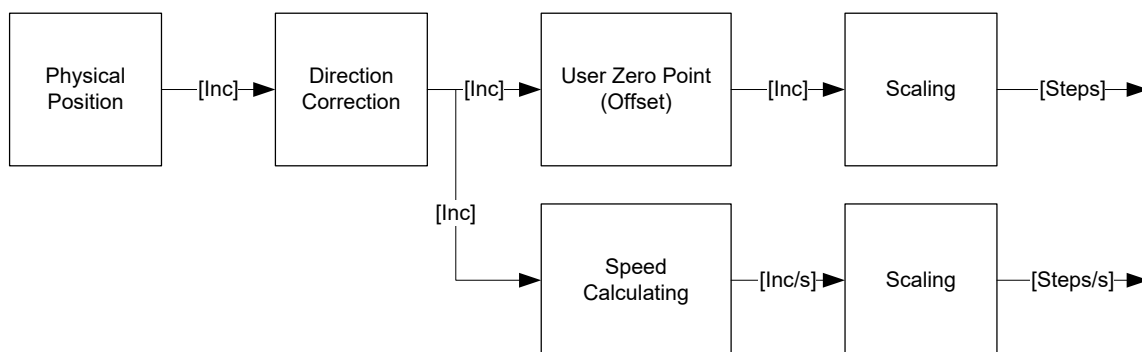 Physical
Position
[Inc]
Direction
Correction
[Inc]
User Zero Point
(Offset)
[Inc]
Scaling
[Steps]
[Inc]
Speed
Calculating
[Inc/s]
Scaling
[Steps/s]